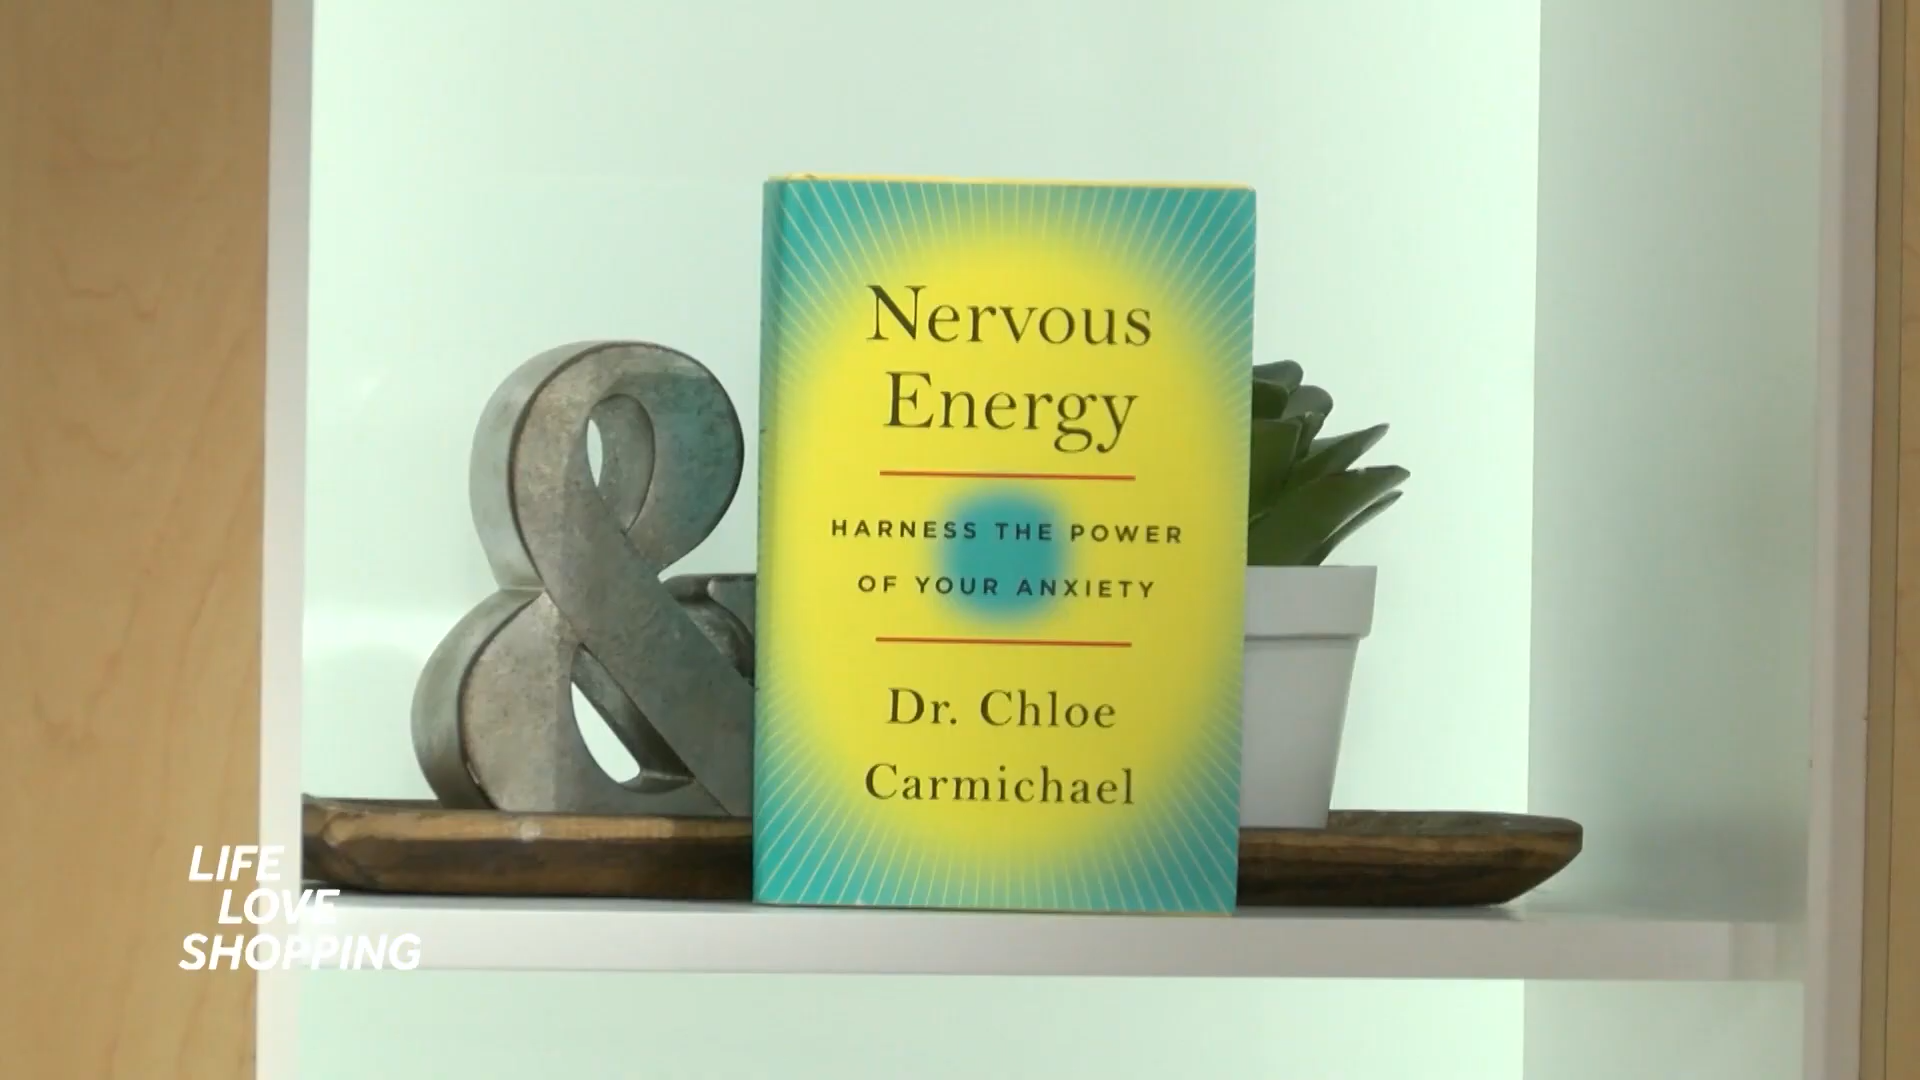 &
Nervous
Energy
HARNESS THE POWER
OF YOUR ANXIETY
Dr. Chloe
Carmichael
LIFE
LOVE
SHOPPING